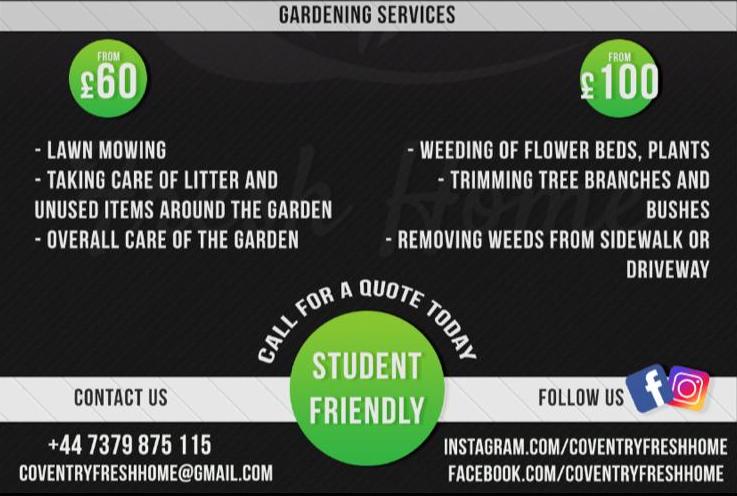 GARDENING SERVICES
FROM
£60
- LAWN MOWING
- TAKING CARE OF LITTER AND
UNUSED ITEMS AROUND THE GARDEN
- OVERALL CARE OF THE GARDEN
FROM
£100
- WEEDING OF FLOWER BEDS, PLANTS
- TRIMMING TREE BRANCHES AND
BUSHES
- REMOVING WEEDS FROM SIDEWALK OR
DRIVEWAY
CALL FOR A QUOTE TODAY
STUDENT
FRIENDLY
CONTACT US
+44 7379 875 115
COVENTRYFRESHHOME@GMAIL.COM
FOLLOW US
INSTAGRAM.COM/COVENTRYFRESHHOME
FACEBOOK.COM/COVENTRYFRESHHOME